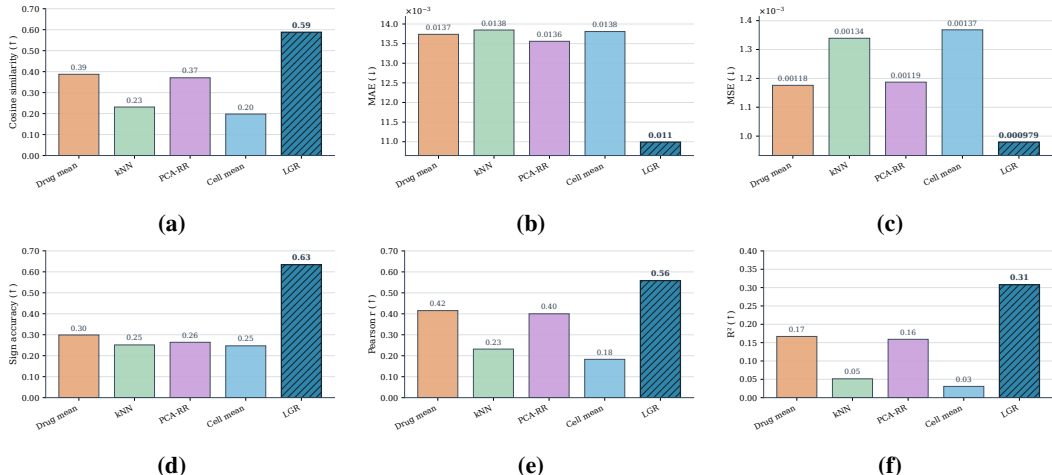 Cosine similarity (↑)
0.70
0.60
0.50
0.40
0.30
0.20
0.10
0.00
0.39
0.23
0.37
0.20
0.59
Drug mean
kNN
PCA-RR
Cell mean
LGR
(a)
×10⁻³
MAE (↓)
14.0
13.5
13.0
12.5
12.0
11.5
11.0
0.0137
0.0138
0.0136
0.0138
0.011
Drug mean
kNN
PCA-RR
Cell mean
LGR
(b)
×10⁻³
MSE (↓)
1.4
1.3
1.2
1.1
1.0
0.00118
0.00134
0.00119
0.00137
0.000979
Drug mean
kNN
PCA-RR
Cell mean
LGR
(c)
Sign accuracy (↑)
0.70
0.60
0.50
0.40
0.30
0.20
0.10
0.00
0.30
0.25
0.26
0.25
0.63
Drug mean
kNN
PCA-RR
Cell mean
LGR
(d)
Pearson r (↑)
0.70
0.60
0.50
0.40
0.30
0.20
0.10
0.00
0.42
0.23
0.40
0.18
0.56
Drug mean
kNN
PCA-RR
Cell mean
LGR
(e)
R² (↑)
0.40
0.35
0.30
0.25
0.20
0.15
0.10
0.05
0.00
0.17
0.05
0.16
0.03
0.31
Drug mean
kNN
PCA-RR
Cell mean
LGR
(f)